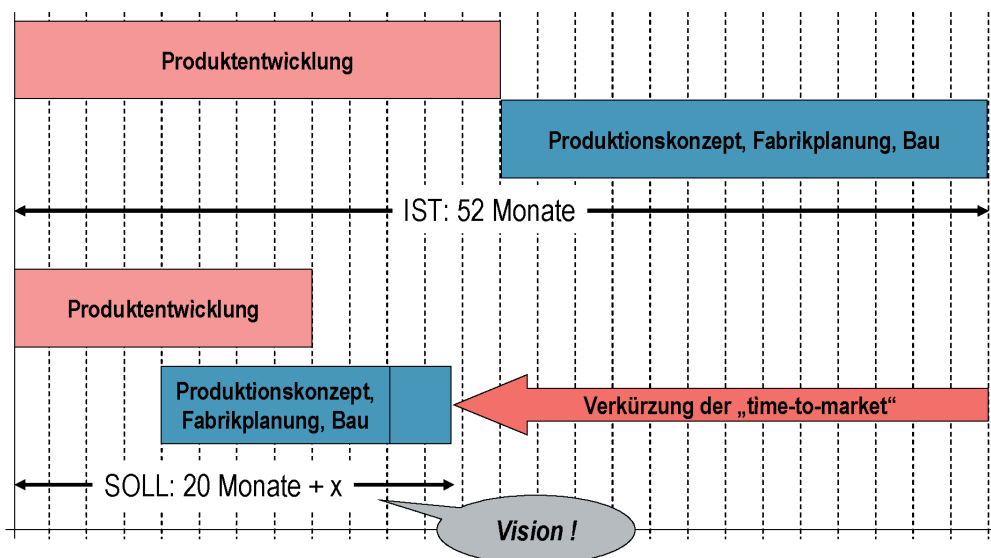 Produktentwicklung
Produktionskonzept, Fabrikplanung, Bau
IST: 52 Monate
Produktentwicklung
Produktionskonzept,
Fabrikplanung, Bau
Verkürzung der „time-to-market“
SOLL: 20 Monate + x
Vision !